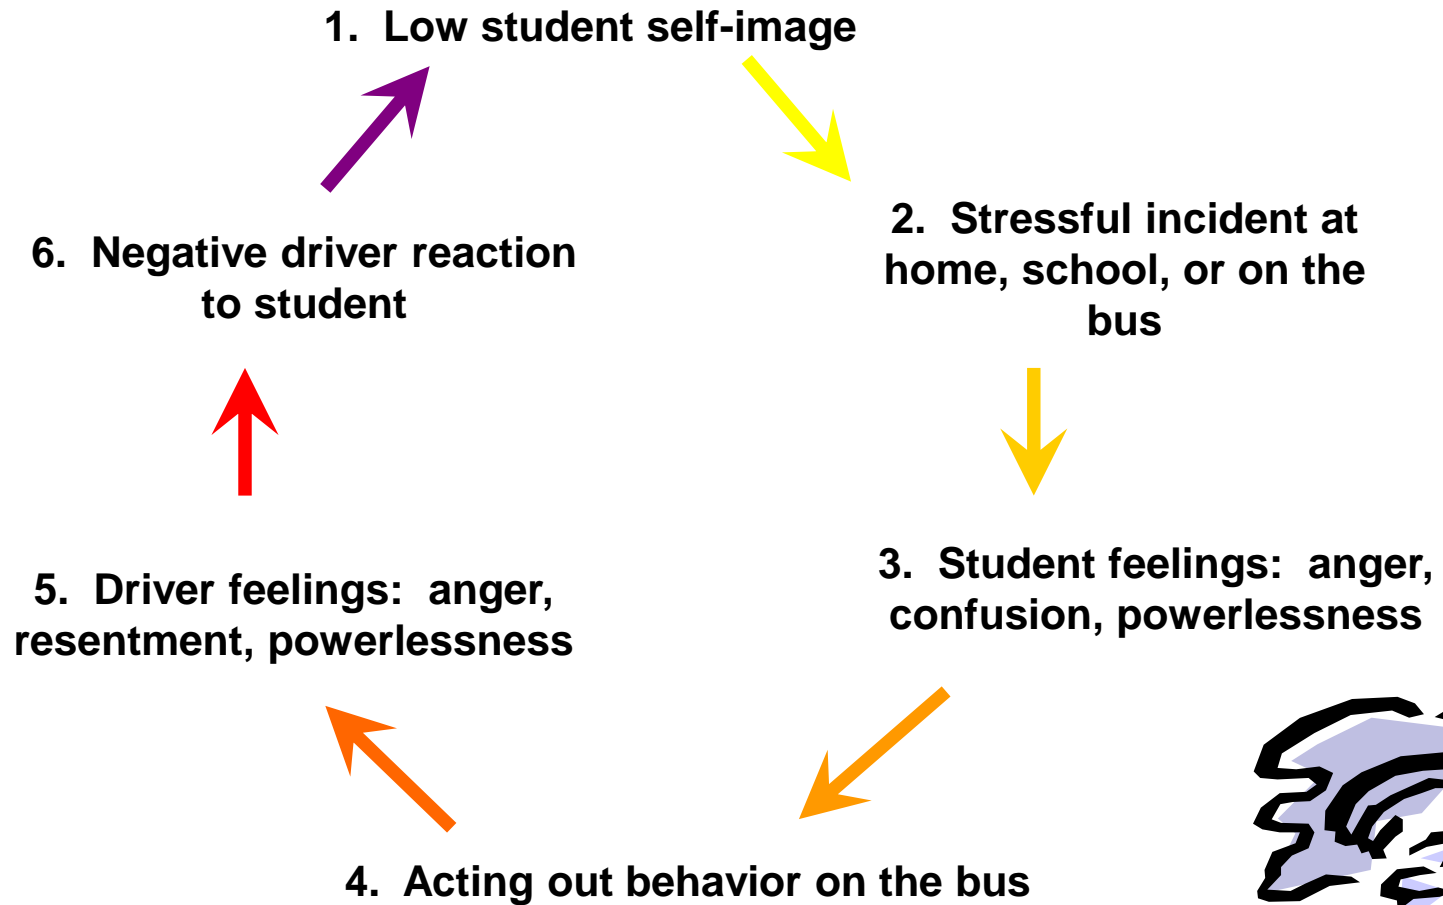 1. Low student self-image
2. Stressful incident at
home, school, or on the
bus
3. Student feelings: anger,
confusion, powerlessness
4. Acting out behavior on the bus
5. Driver feelings: anger,
resentment, powerlessness
6. Negative driver reaction
to student